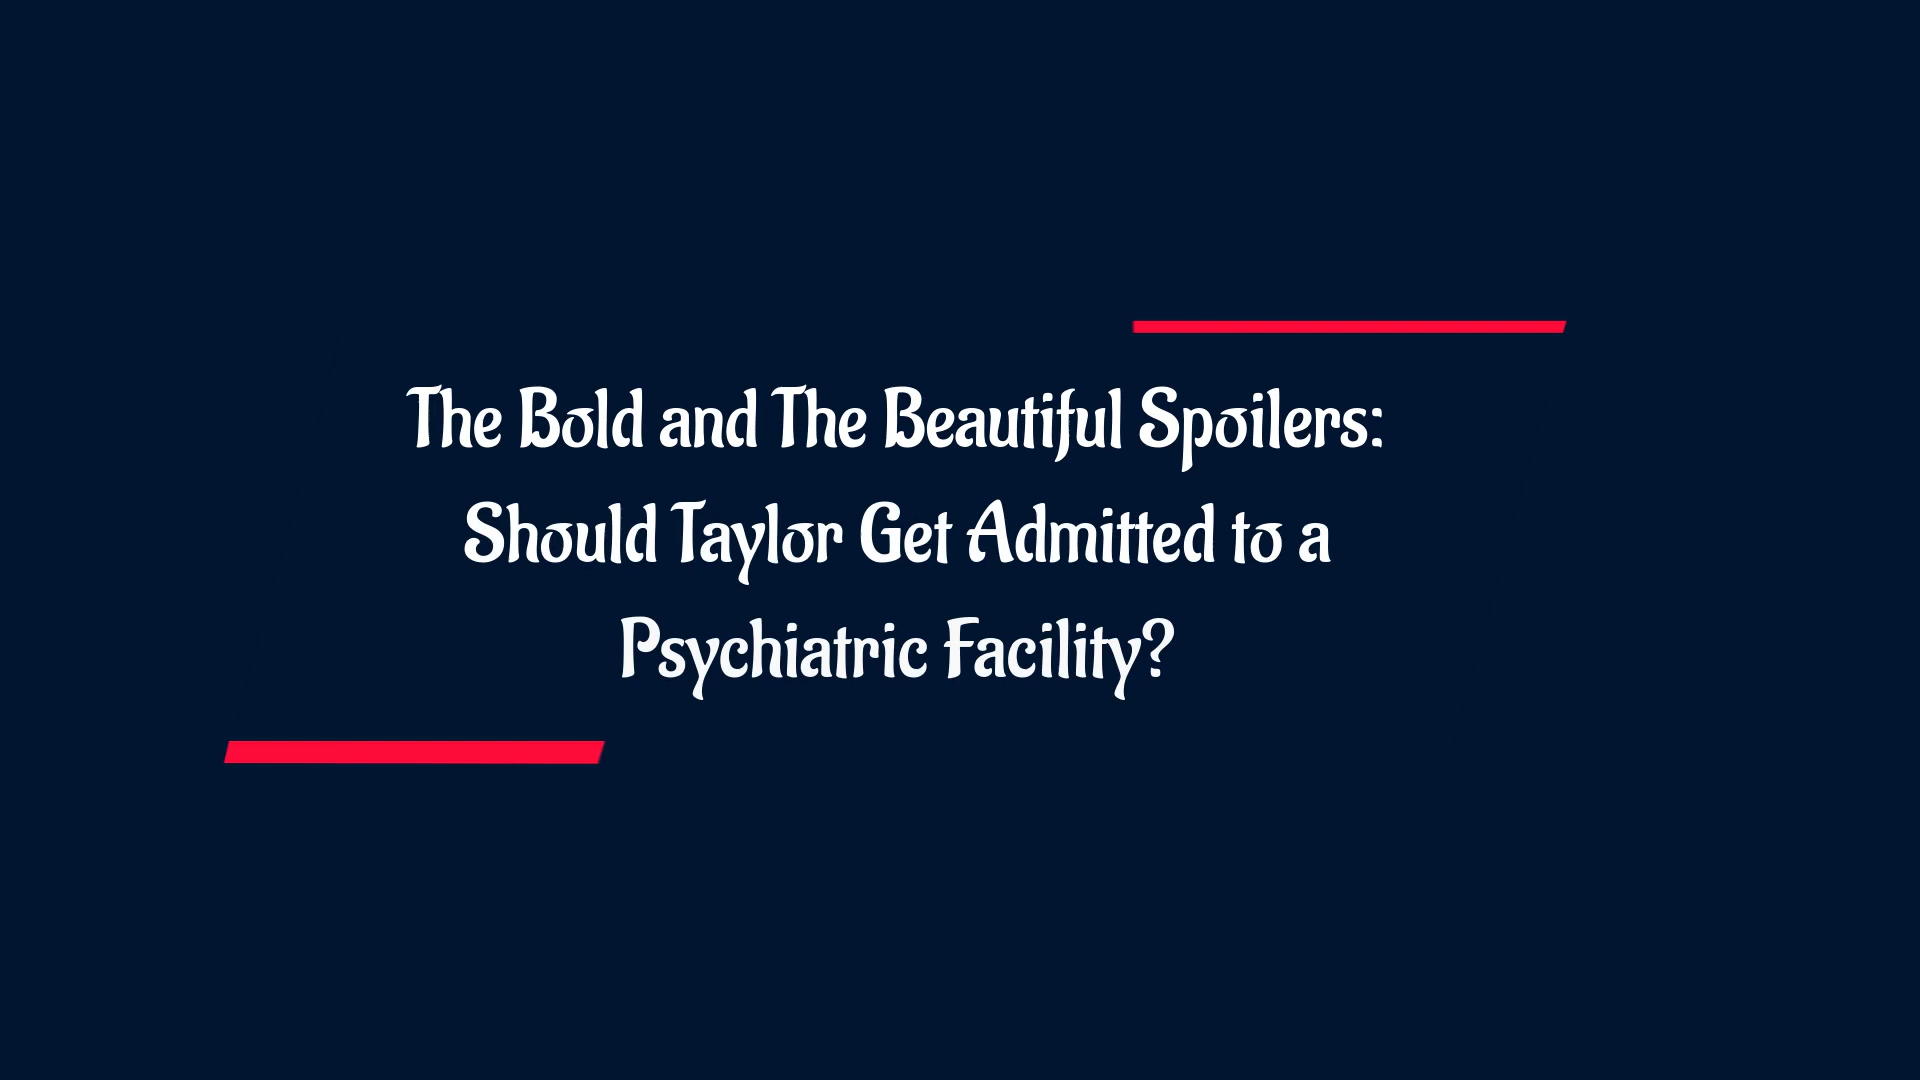 The Bold and The Beautiful Spoilers:
Should Taylor Get Admitted to a
Psychiatric Facility?